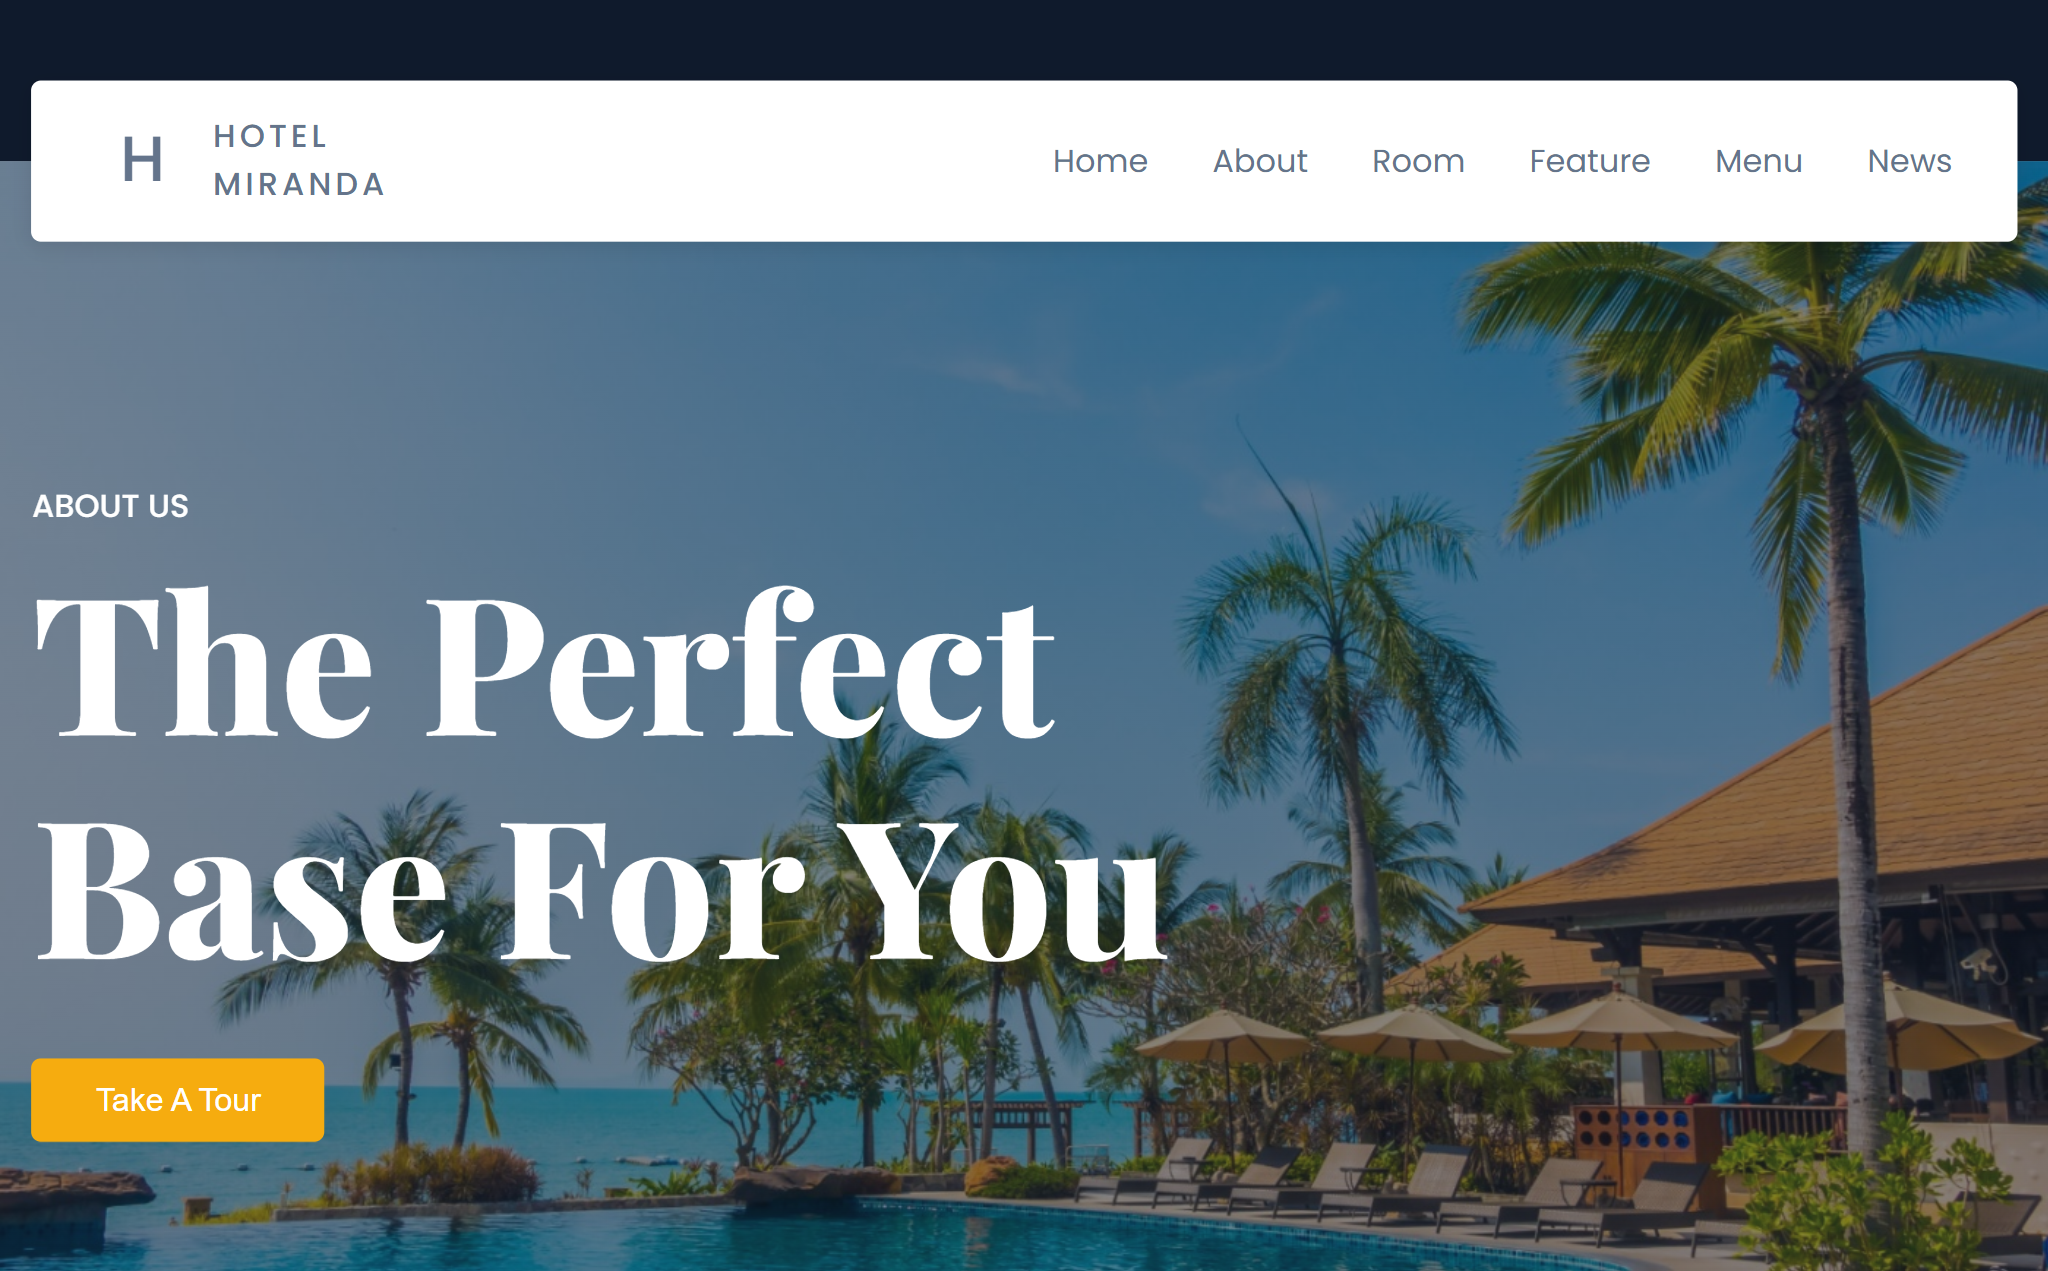 H
HOTEL
MIRANDA
Home About Room Feature Menu News
ABOUT US
The Perfect
Base For You
Take A Tour